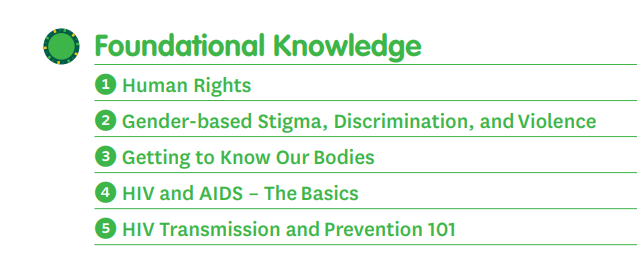 Foundational Knowledge
1 Human Rights
2 Gender-based Stigma, Discrimination, and Violence
3 Getting to Know Our Bodies
4 HIV and AIDS – The Basics
5 HIV Transmission and Prevention 101